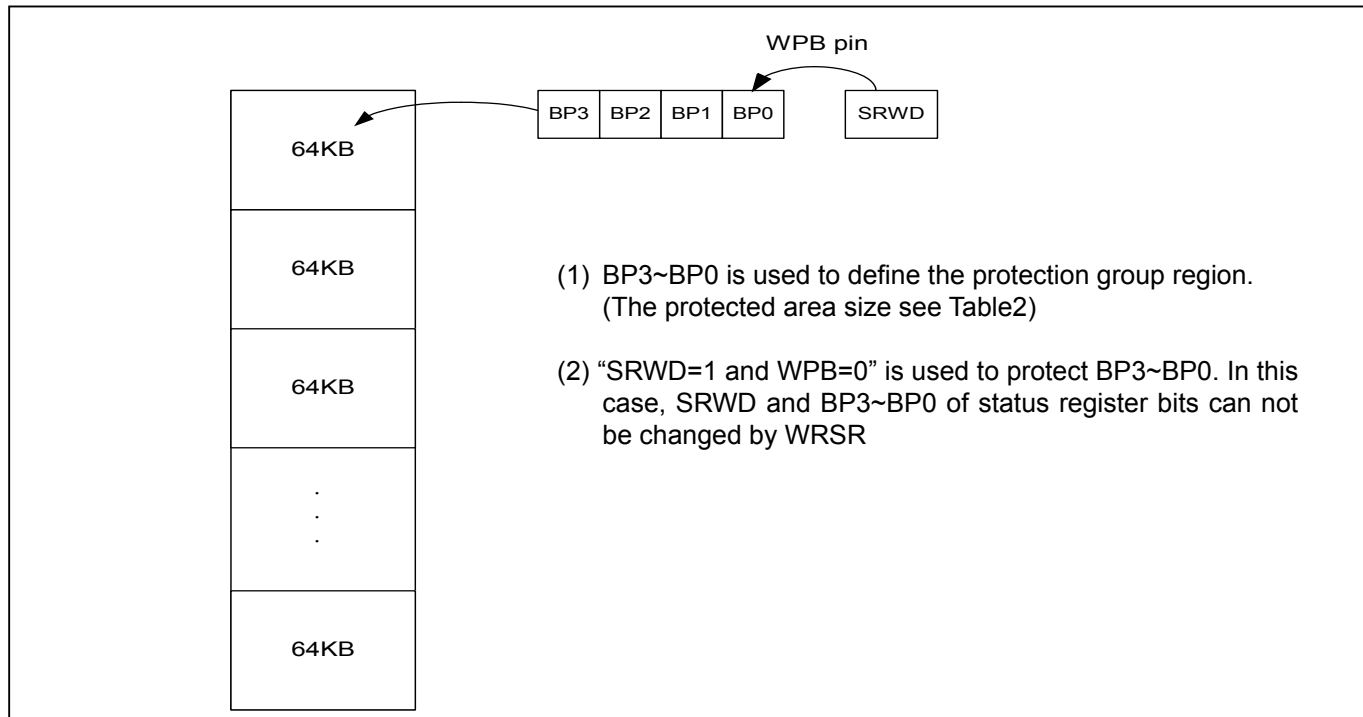 WPB pin
BP3 BP2 BP1 BP0 SRWD
64KB
64KB
(1) BP3~BP0 is used to define the protection group region.
(The protected area size see Table2)
64KB
(2) “SRWD=1 and WPB=0” is used to protect BP3~BP0. In this
case, SRWD and BP3~BP0 of status register bits can not
be changed by WRSR
.
.
.
64KB